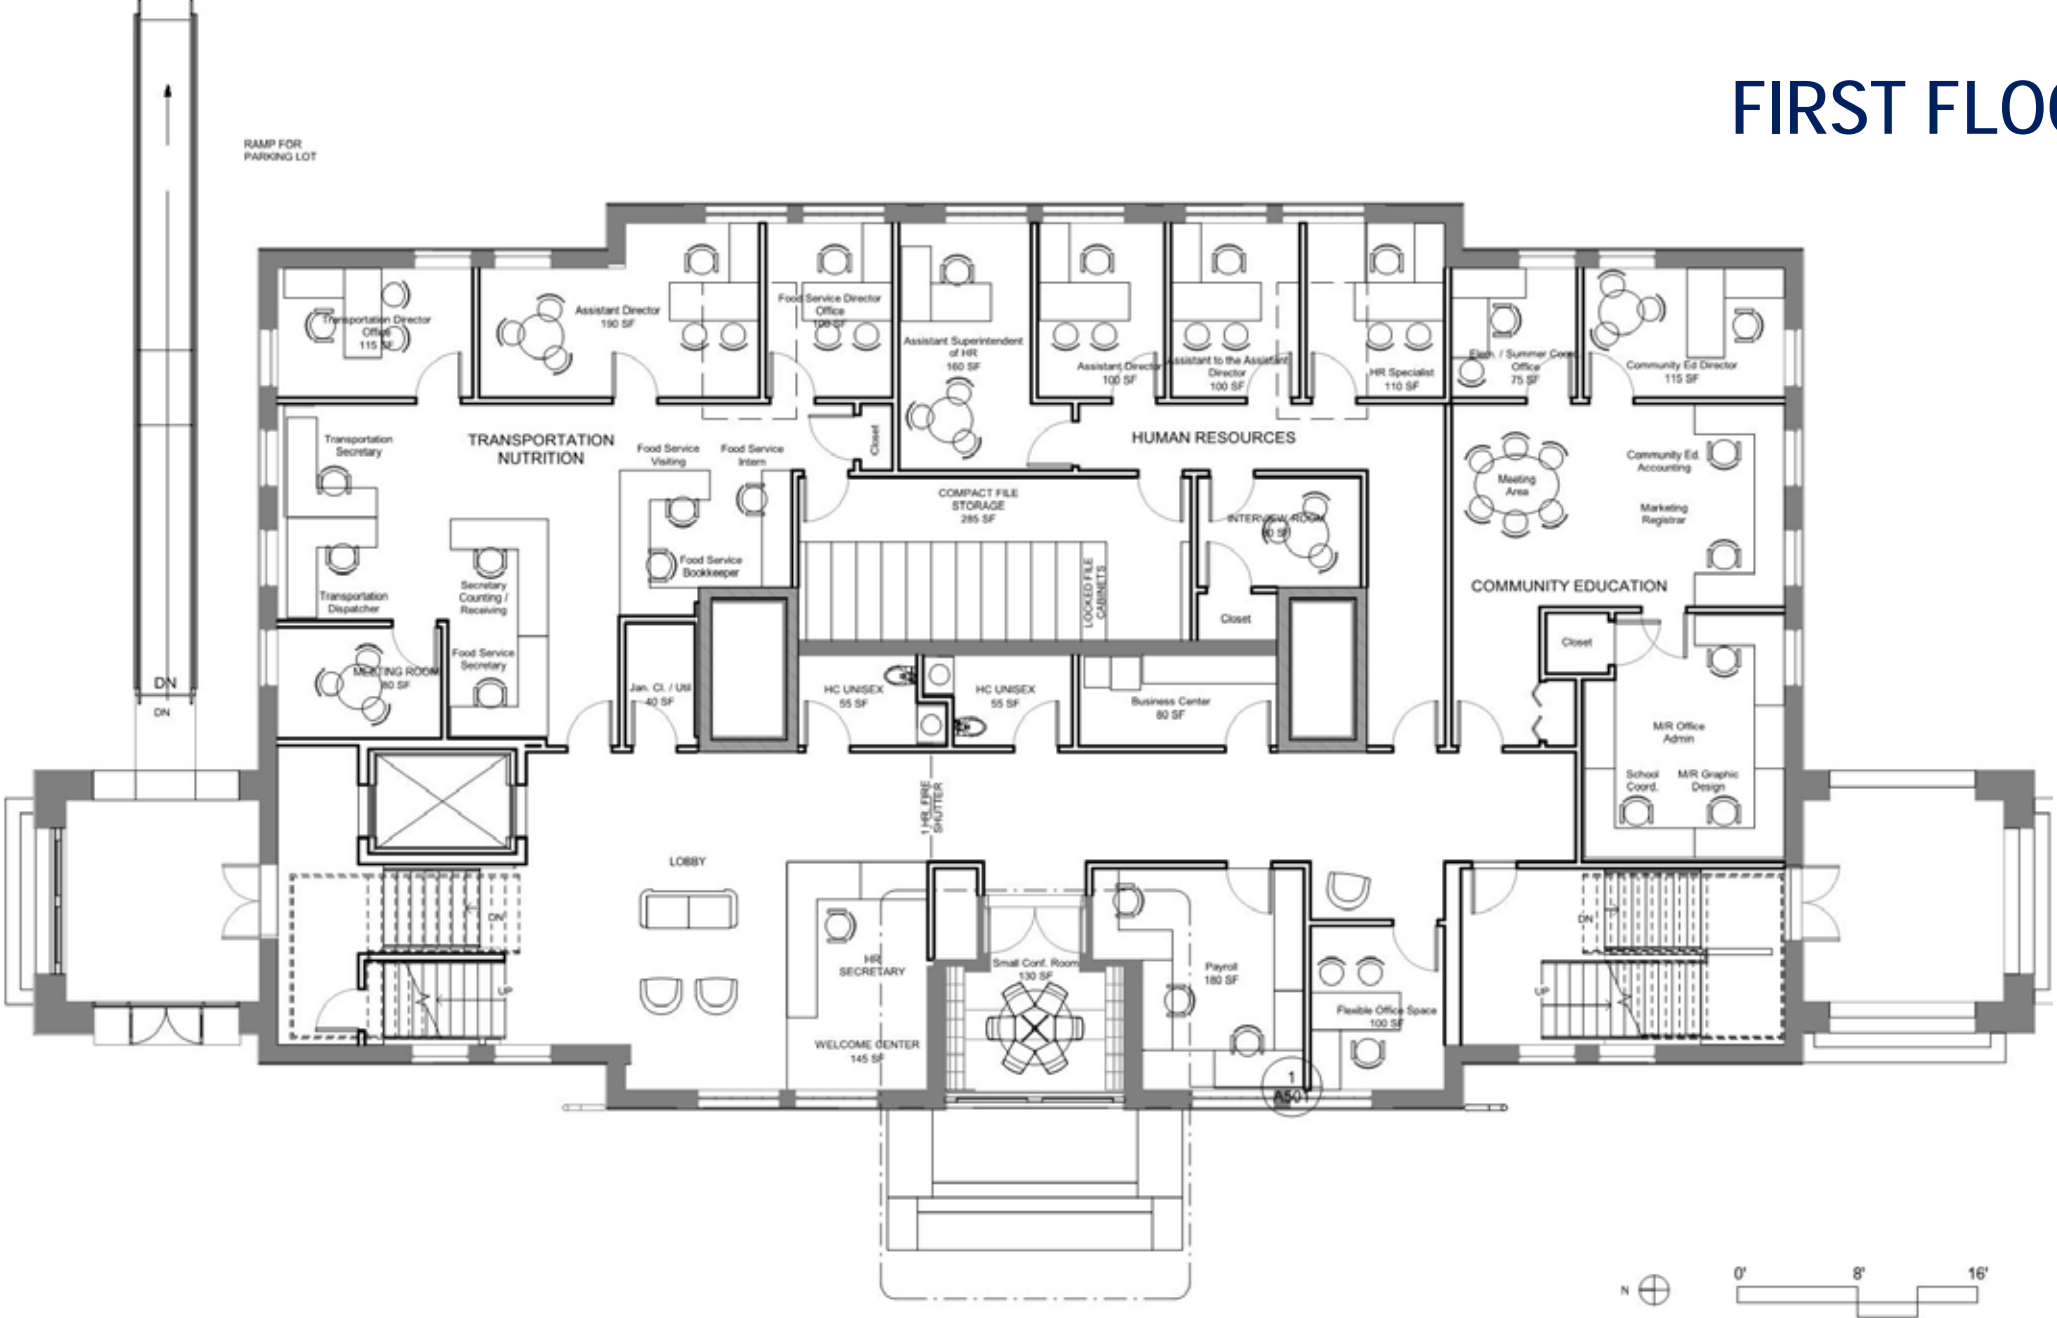 FIRST FLOO
RAMP FOR
PARKING LOT
Transportation Director
Office
115 SF
Assistant Director
190 SF
Food Service Director
Office
100 SF
Assistant Superintendent
of HR
160 SF
Assistant Director
100 SF
Assistant to the Assistant
Director
100 SF
HR Specialist
110 SF
Elem. / Summer Coord.
Office
75 SF
Community Ed Director
115 SF
Transportation
Secretary
TRANSPORTATION
NUTRITION
Food Service
Visiting
Food Service
Intern
Closet
HUMAN RESOURCES
COMPACT FILE
STORAGE
285 SF
INTERVIEW ROOM
80 SF
Meeting
Area
Community Ed.
Accounting
Marketing
Registrar
Transportation
Dispatcher
Secretary
Counting /
Receiving
Food Service
Bookkeeper
LOCKED FILE
CABINETS
Closet
COMMUNITY EDUCATION
Closet
MEETING ROOM
80 SF
Food Service
Secretary
Jan. Cl. / Util
40 SF
HC UNISEX
55 SF
HC UNISEX
55 SF
Business Center
80 SF
DN
DN
M/R Office
Admin
School
Coord.
M/R Graphic
Design
1 HR. FIRE
SHUTTER
LOBBY
DN
UP
HR
SECRETARY
WELCOME CENTER
145 SF
Small Conf. Room
130 SF
Payroll
180 SF
Flexible Office Space
100 SF
DN
UP
1
A501
N
0' 8' 16'